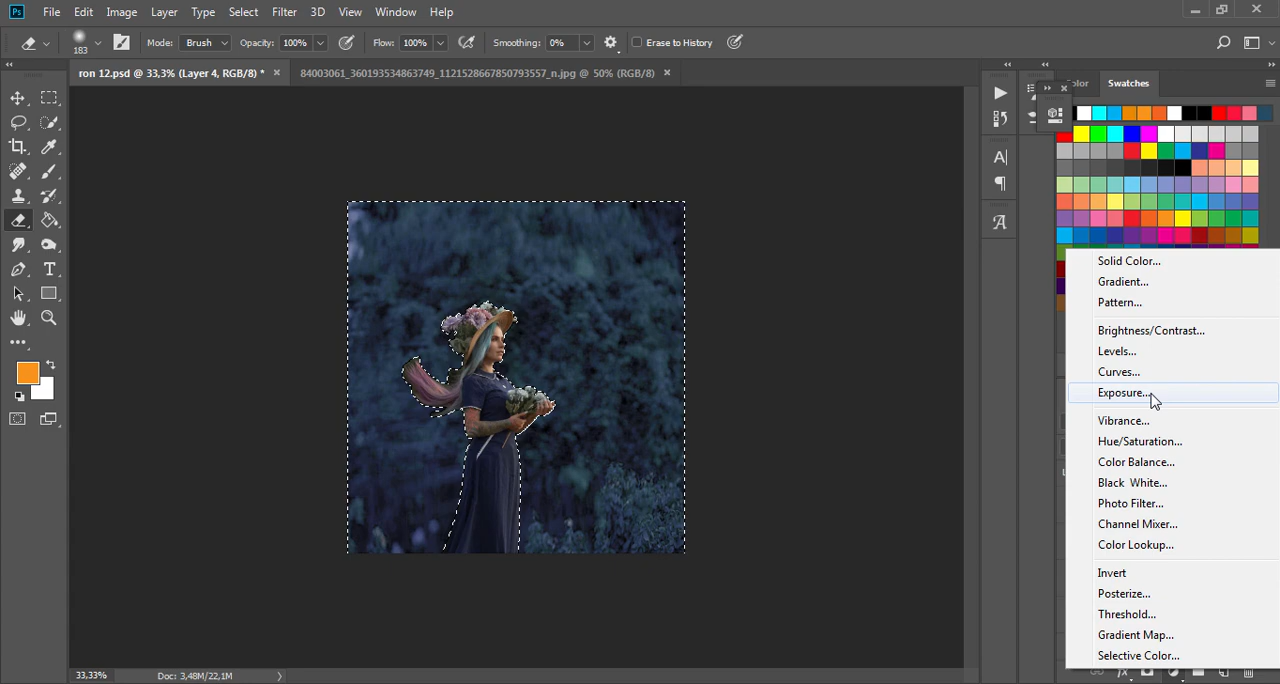 Ps File Edit Image Layer Type Select Filter 3D View Window Help
183 Mode: Brush Opacity: 100% Flow: 100% Smoothing: 0% Erase to History
ron 12.psd @ 33,3% (Layer 4, RGB/8) * × 84003061_360193534863749_1121528667850793557_n.jpg @ 50% (RGB/8) ×
Swatches
Solid Color...
Gradient...
Pattern...
Brightness/Contrast...
Levels...
Curves...
Exposure...
Vibrance...
Hue/Saturation...
Color Balance...
Black White...
Photo Filter...
Channel Mixer...
Color Lookup...
Invert
Posterize...
Threshold...
Gradient Map...
Selective Color...
33,33% Doc: 3,48M/22,1M